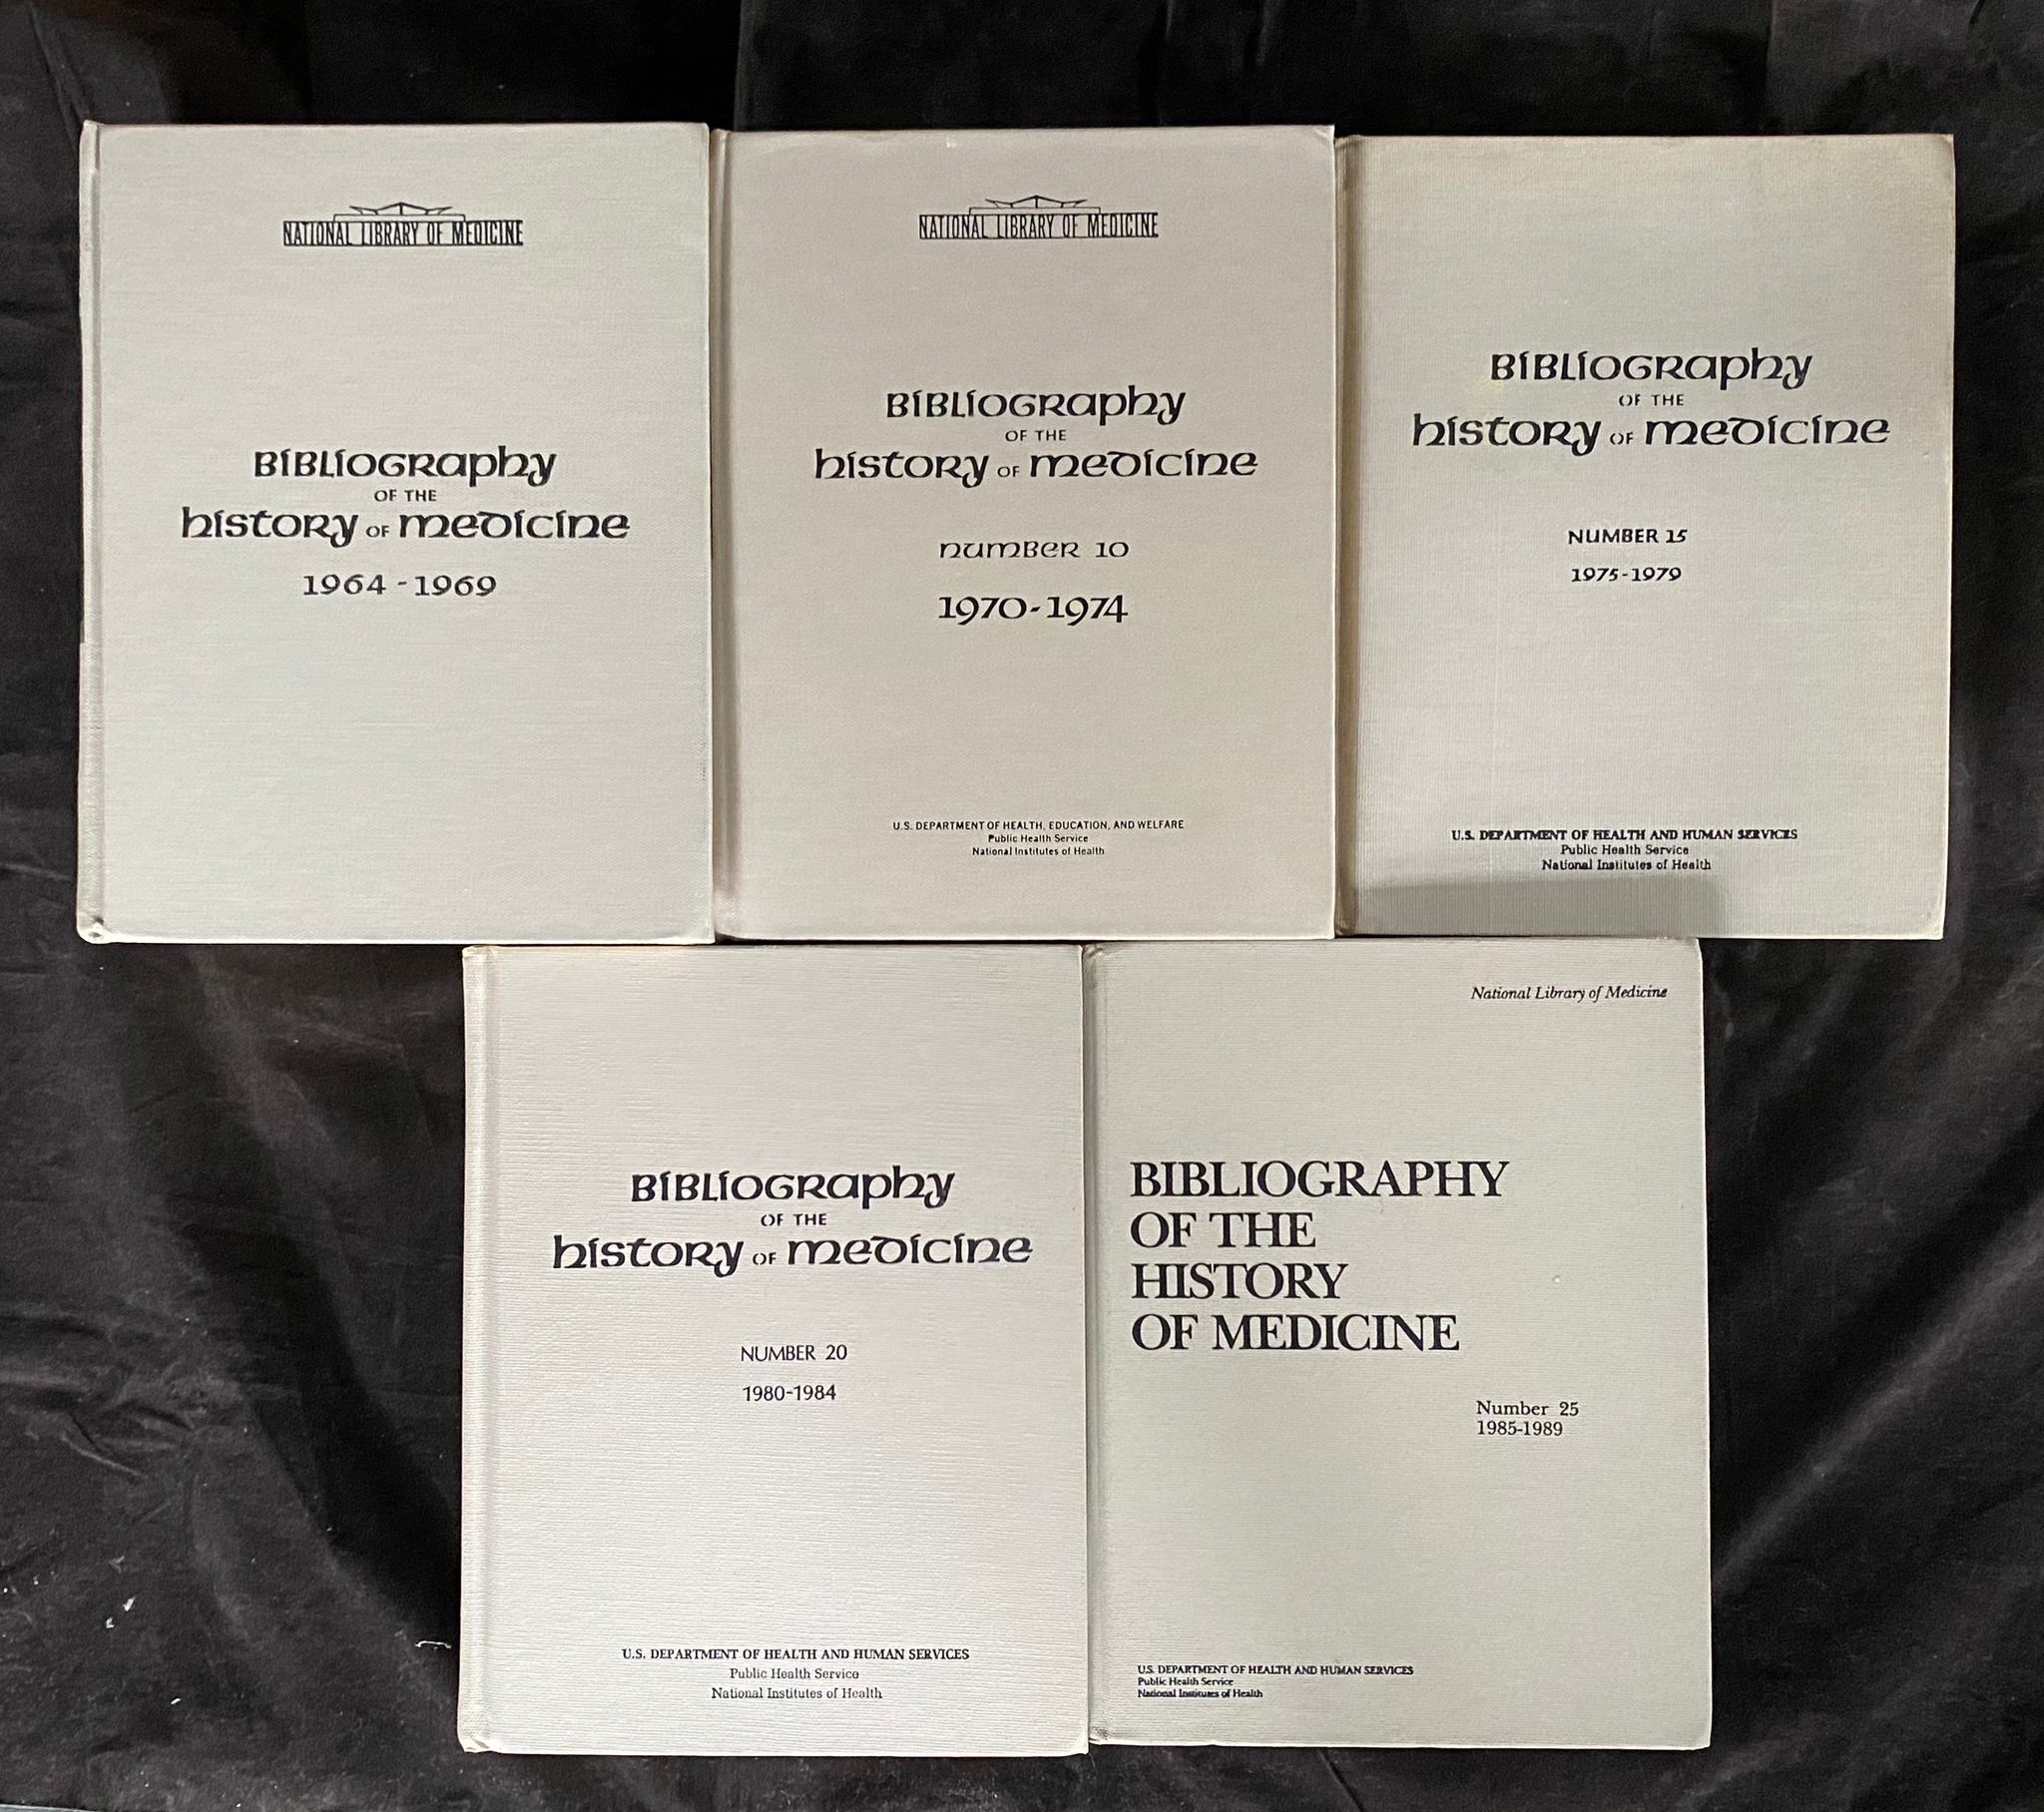 NATIONAL LIBRARY OF MEDICINE
BIBLIOGRAPHY
OF THE
HISTORY OF MEDICINE
1964 - 1969
NATIONAL LIBRARY OF MEDICINE
BIBLIOGRAPHY
OF THE
HISTORY OF MEDICINE
NUMBER 10
1970-1974
U.S. DEPARTMENT OF HEALTH, EDUCATION, AND WELFARE
Public Health Service
National Institutes of Health
BIBLIOGRAPHY
OF THE
HISTORY OF MEDICINE
NUMBER 15
1975-1979
U.S. DEPARTMENT OF HEALTH AND HUMAN SERVICES
Public Health Service
National Institutes of Health
BIBLIOGRAPHY
OF THE
HISTORY OF MEDICINE
NUMBER 20
1980-1984
U.S. DEPARTMENT OF HEALTH AND HUMAN SERVICES
Public Health Service
National Institutes of Health
National Library of Medicine
BIBLIOGRAPHY
OF THE
HISTORY
OF MEDICINE
Number 25
1985-1989
U.S. DEPARTMENT OF HEALTH AND HUMAN SERVICES
Public Health Service
National Institutes of Health